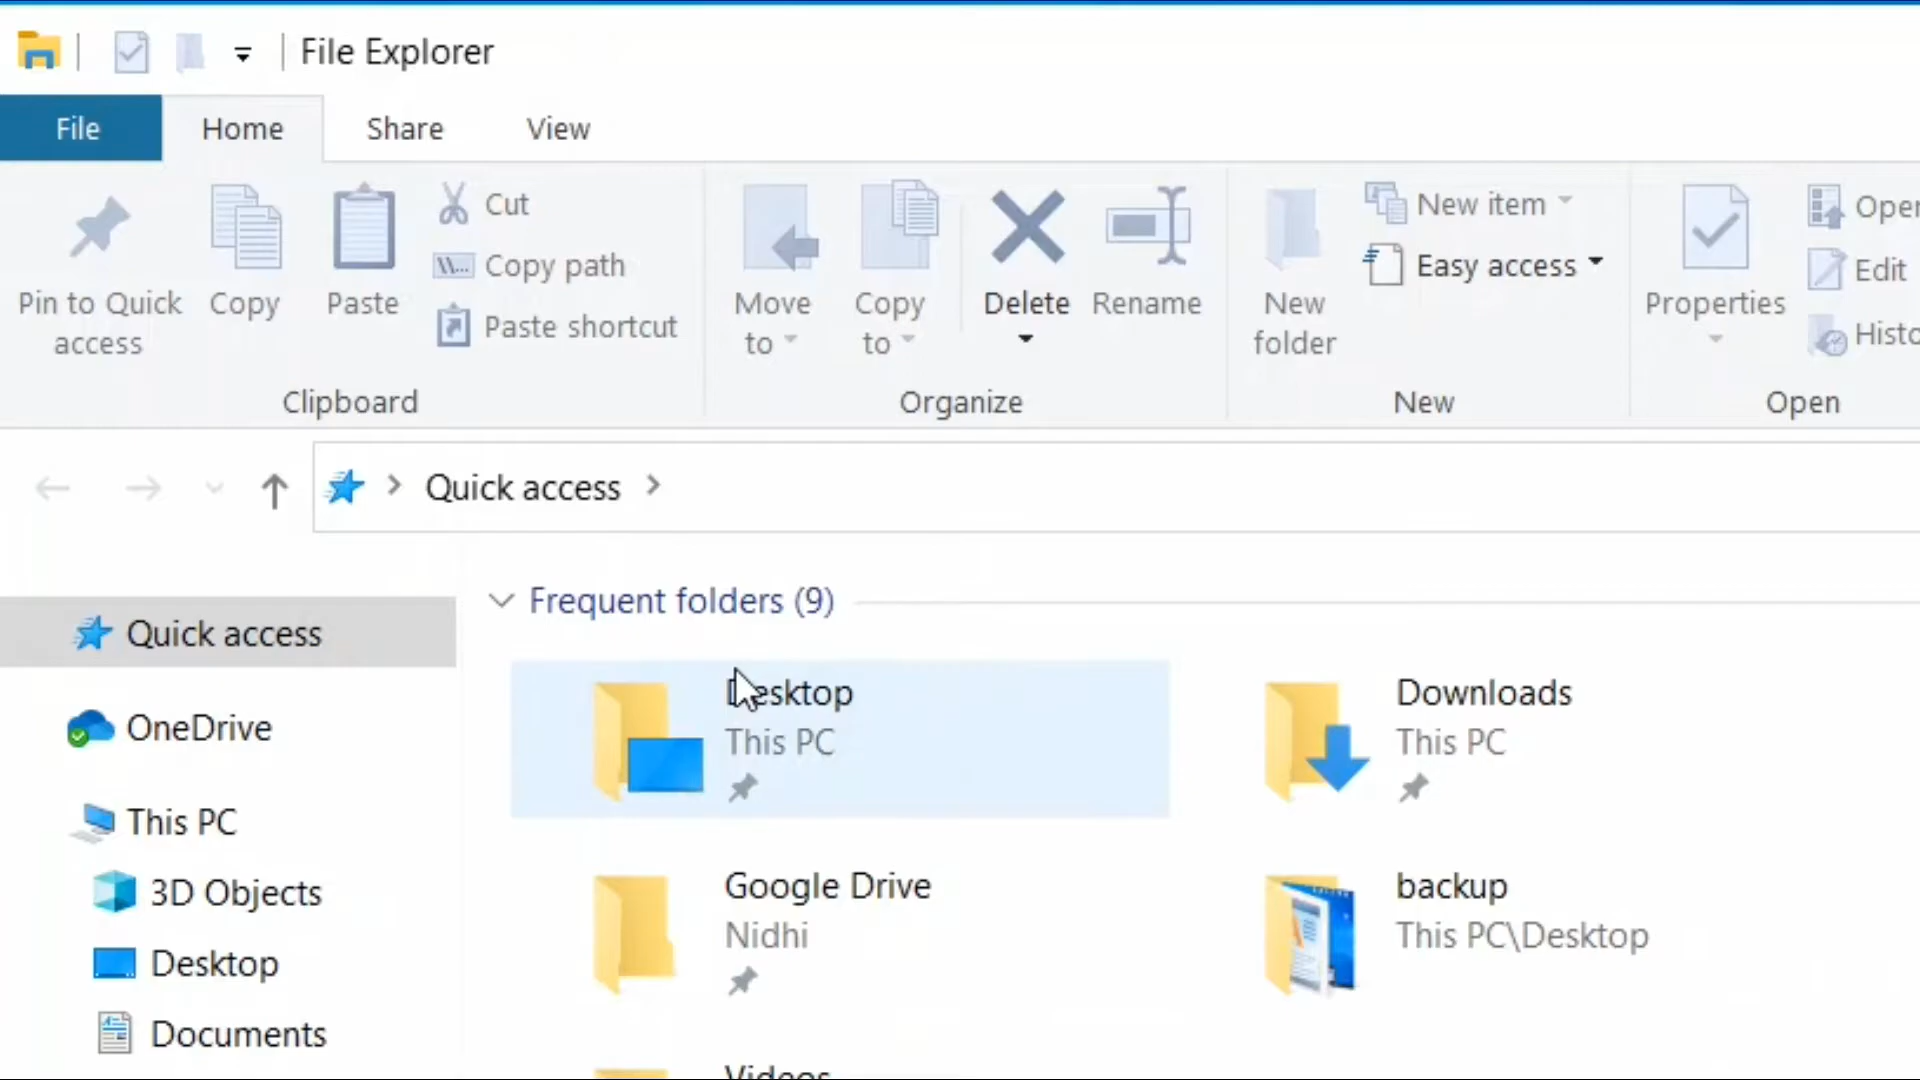 File Explorer
File Home Share View
Pin to Quick access
Copy
Paste
Cut
Copy path
Paste shortcut
Clipboard
Move to
Copy to
Delete
Rename
Organize
New folder
New item
Easy access
New
Properties
Edit
Open
Quick access
Frequent folders (9)
Quick access
OneDrive
This PC
3D Objects
Desktop
Documents
Desktop
This PC
Downloads
This PC
Google Drive
Nidhi
backup
This PC\Desktop
Videos